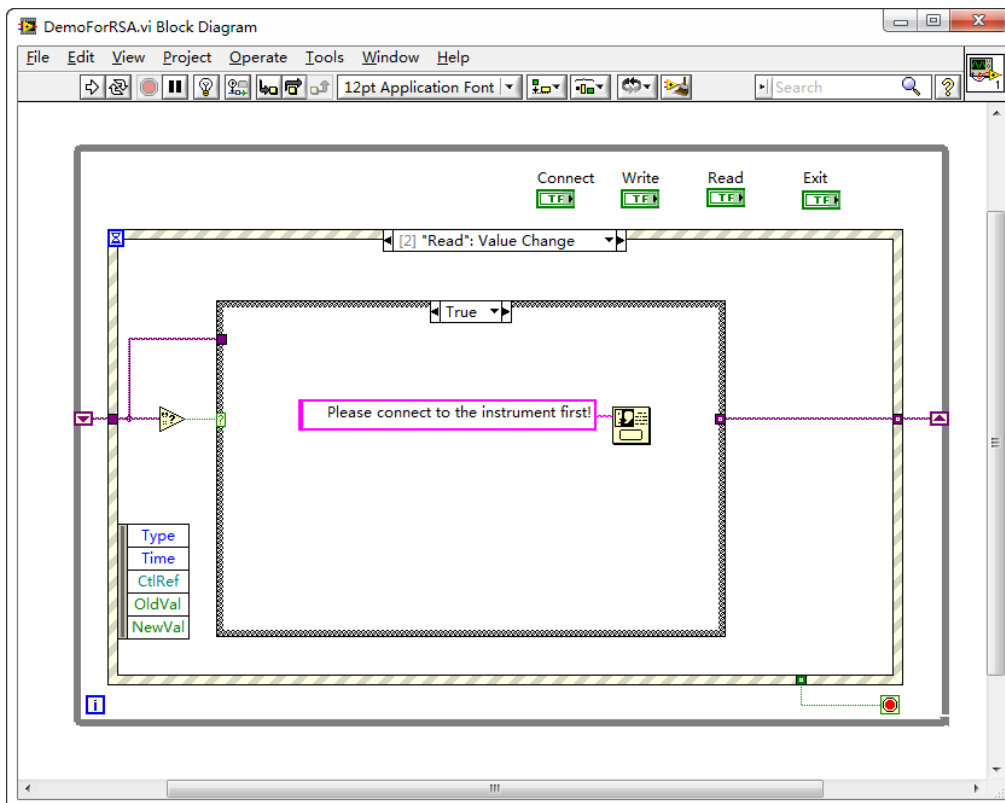 DemoForRSA.vi Block Diagram
File Edit View Project Operate Tools Window Help
12pt Application Font
Search
?
1
Connect Write Read Exit
TF TF TF TF
[2] "Read": Value Change
True
?
?
Please connect to the instrument first!
Type
Time
CtlRef
OldVal
NewVal
i